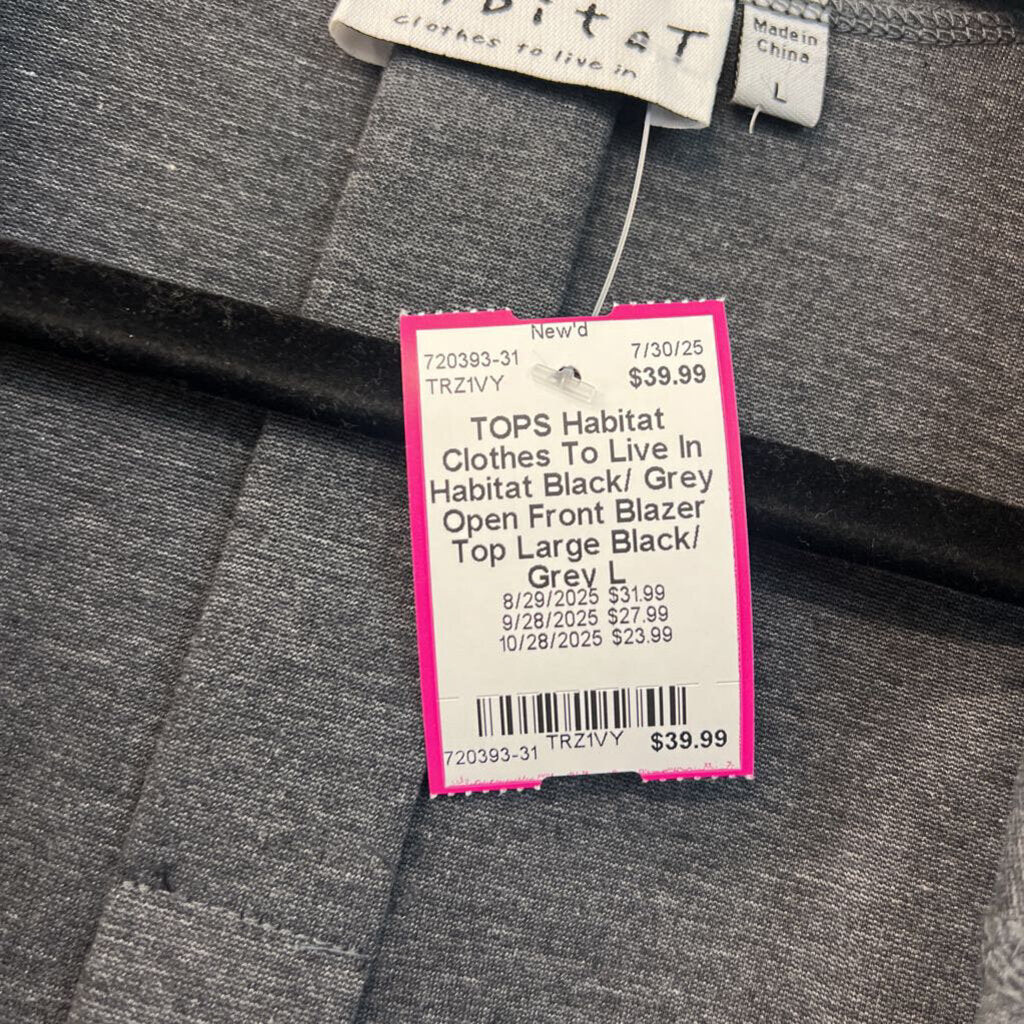 clothes to live in
Made in
China
L
New'd
720393-31 7/30/25
TRZ1VY $39.99
TOPS Habitat
Clothes To Live In
Habitat Black/ Grey
Open Front Blazer
Top Large Black/
Grey L
8/29/2025 $31.99
9/28/2025 $27.99
10/28/2025 $23.99
720393-31 TRZ1VY $39.99